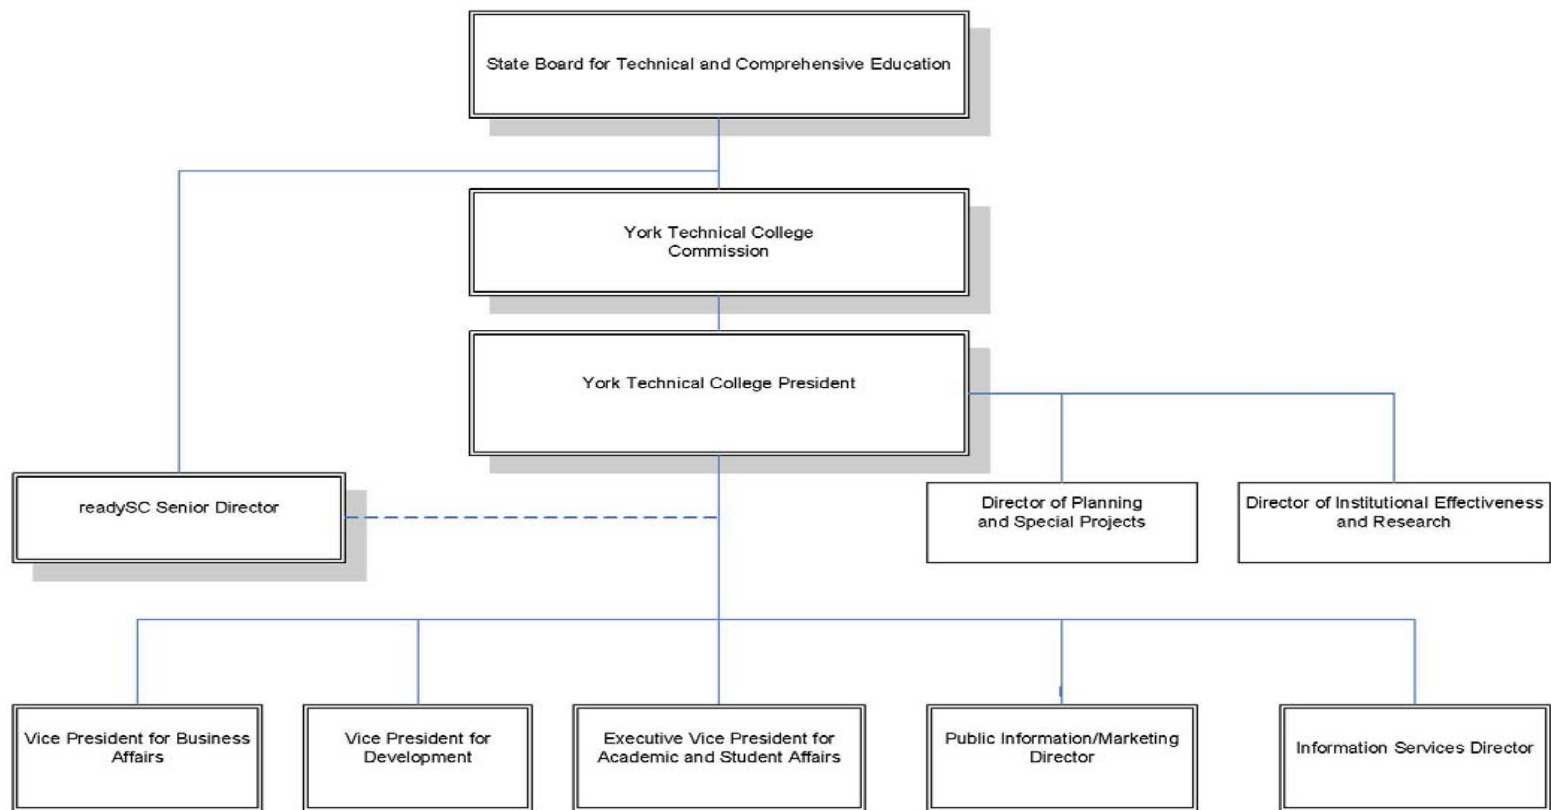 State Board for Technical and Comprehensive Education
York Technical College
Commission
York Technical College President
readySC Senior Director
Director of Planning
and Special Projects
Director of Institutional Effectiveness
and Research
Vice President for Business
Affairs
Vice President for
Development
Executive Vice President for
Academic and Student Affairs
Public Information/Marketing
Director
Information Services Director